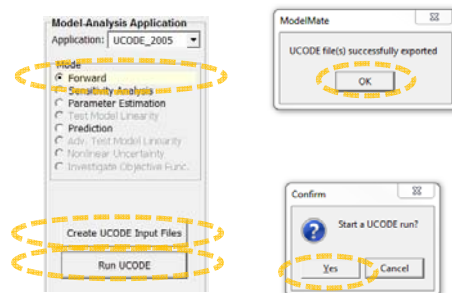 Model-Analysis Application
Application: UCODE_2005
Mode
Forward
Sensitivity Analysis
Parameter Estimation
Test Model Linearity
Prediction
Adv. Test Model Linearity
Nonlinear Uncertainty
Investigate Objective Func.
Create UCODE Input Files
Run UCODE
ModelMate
UCODE file(s) successfully exported
OK
Confirm
Start a UCODE run?
Yes
Cancel